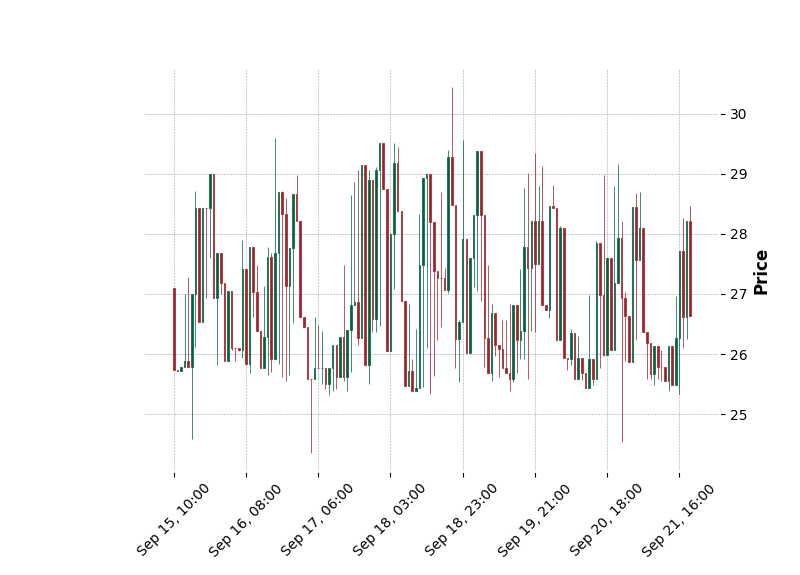 30
29
28
27
26
25
Price
Sep 15, 10:00
Sep 16, 08:00
Sep 17, 06:00
Sep 18, 03:00
Sep 18, 23:00
Sep 19, 21:00
Sep 20, 18:00
Sep 21, 16:00